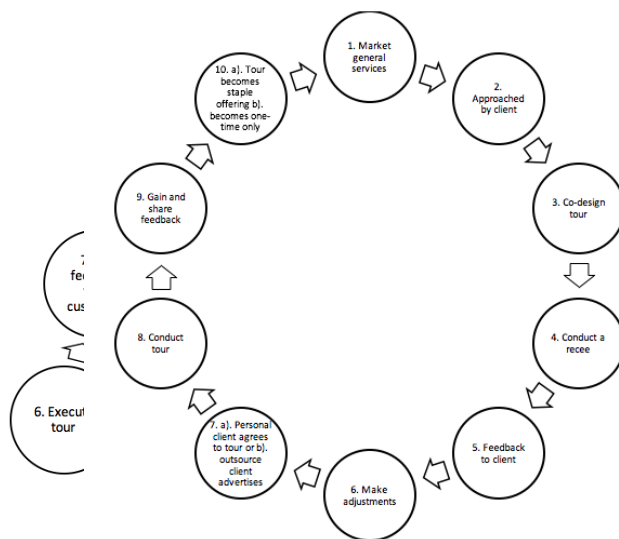 1. Market
general
services
2.
Approached
by client
3. Co-design
tour
4. Conduct a
recee
5. Feedback
to client
6. Make
adjustments
7. a). Personal
client agrees
to tour or b).
outsource
client
advertises
8. Conduct
tour
9. Gain and
share
feedback
10. a). Tour
becomes
staple
offering b).
becomes one-
time only
6.
tour